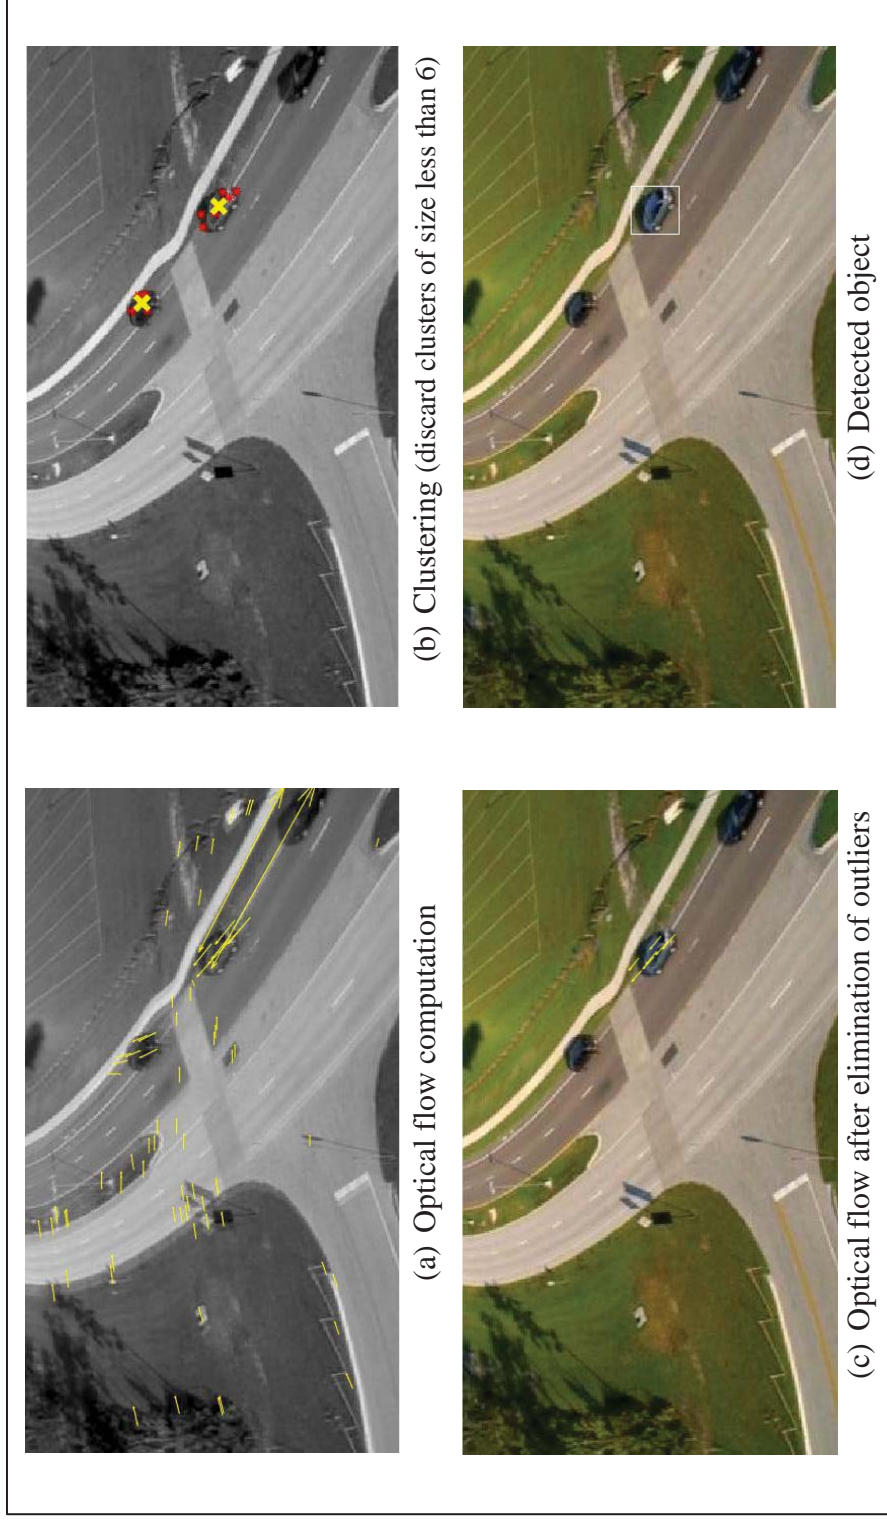 (a) Optical flow computation
(b) Clustering (discard clusters of size less than 6)
(c) Optical flow after elimination of outliers
(d) Detected object